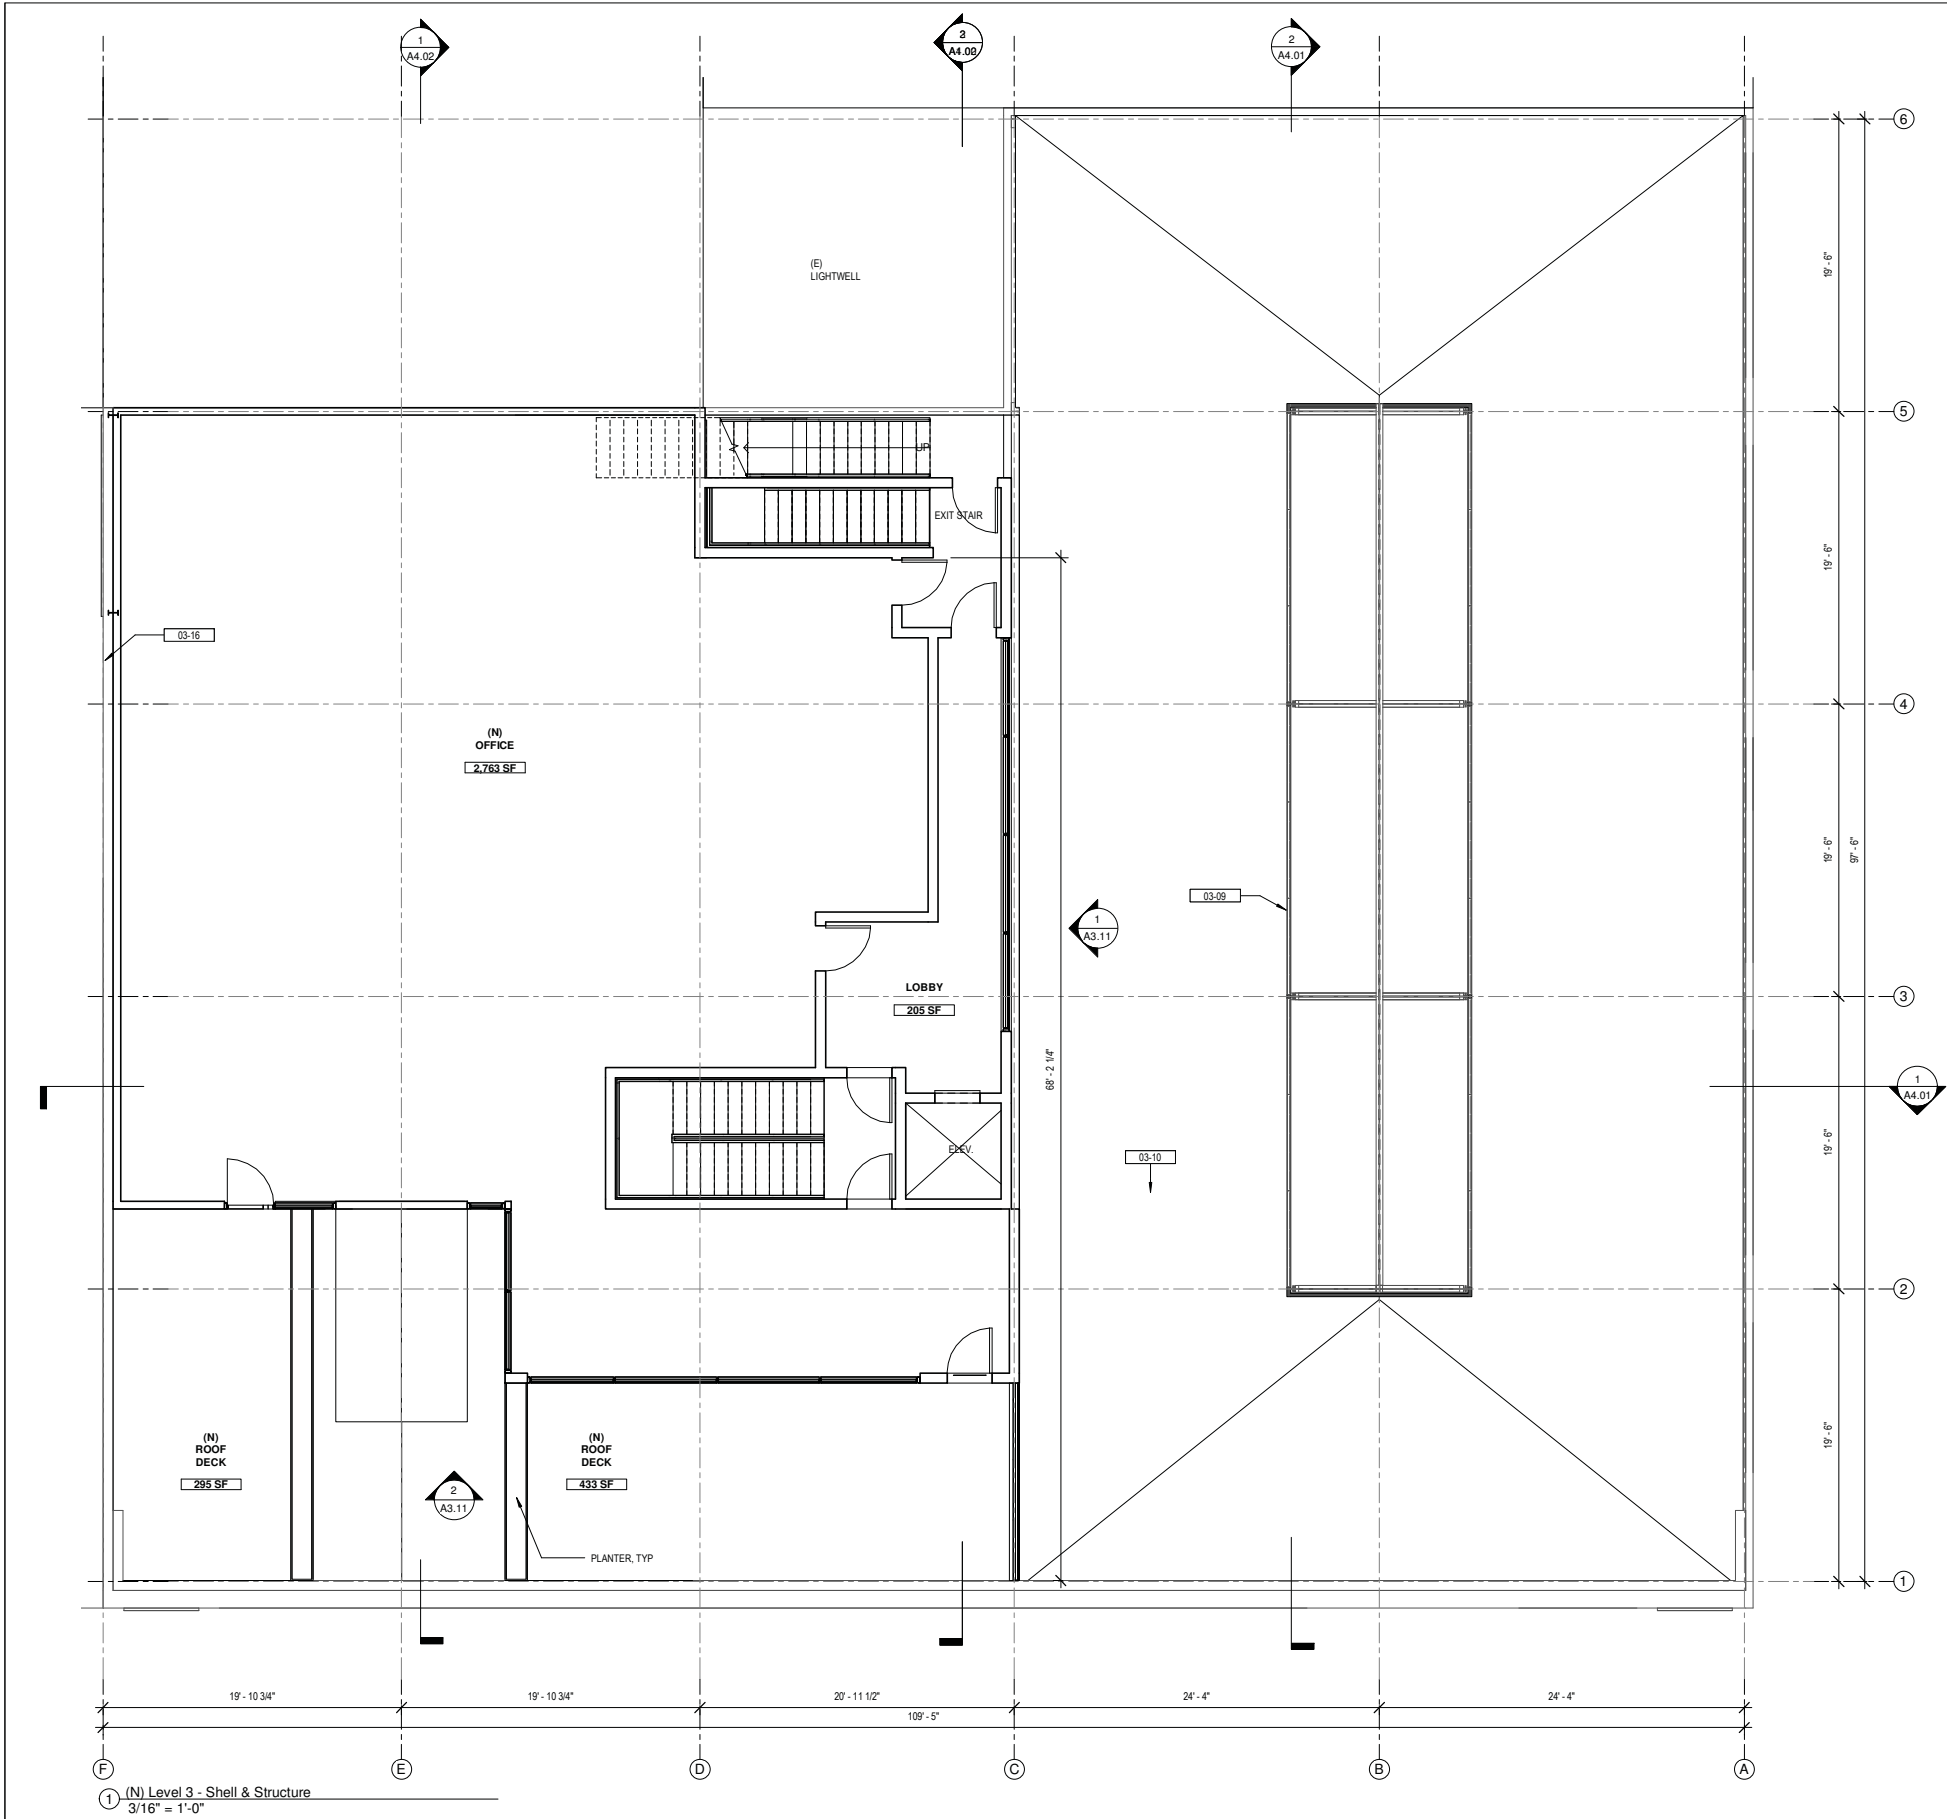 1
A4.02
2
A4.01
6
(E)
LIGHTWELL
19' - 6"
5
UP
EXIT STAIR
19' - 6"
03-16
4
(N)
OFFICE
2,763 SF
19' - 6"
97' - 6"
03-09
1
A3.11
LOBBY
205 SF
3
68' - 2 1/4"
1
A4.01
19' - 6"
ELEV.
03-10
2
19' - 6"
(N)
ROOF
DECK
295 SF
(N)
ROOF
DECK
433 SF
2
A3.11
PLANTER, TYP
1
19' - 10 3/4"
19' - 10 3/4"
20' - 11 1/2"
24' - 4"
24' - 4"
109' - 5"
F
E
D
C
B
A
1
(N) Level 3 - Shell & Structure
3/16" = 1'-0"